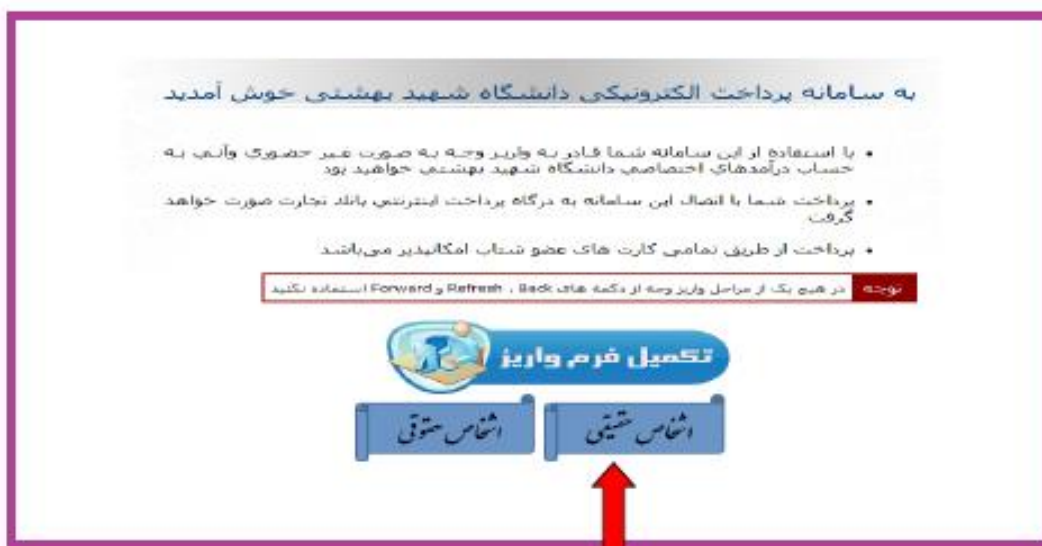 به سامانه پرداخت الکترونیکی دانشگاه شهید بهشتی خوش آمدید
با استفاده از این سامانه شما قادر به واریز وجه به صورت غیر حضوری وآنی به
حساب درآمدهای اختصاصی دانشگاه شهید بهشتی خواهید بود
پرداخت شما با اتصال این سامانه به درگاه پرداخت اینترنتی بانک تجارت صورت خواهد
گرفت.
پرداخت از طریق تمامی کارت های عضو شتاب امکانپذیر می‌باشد
توجه در هیچ یک از مراحل واریز وجه از دکمه های Refresh ، Back و Forward استفاده نکنید
تکمیل فرم واریز
اشخاص حقیقی اشخاص حقوقی